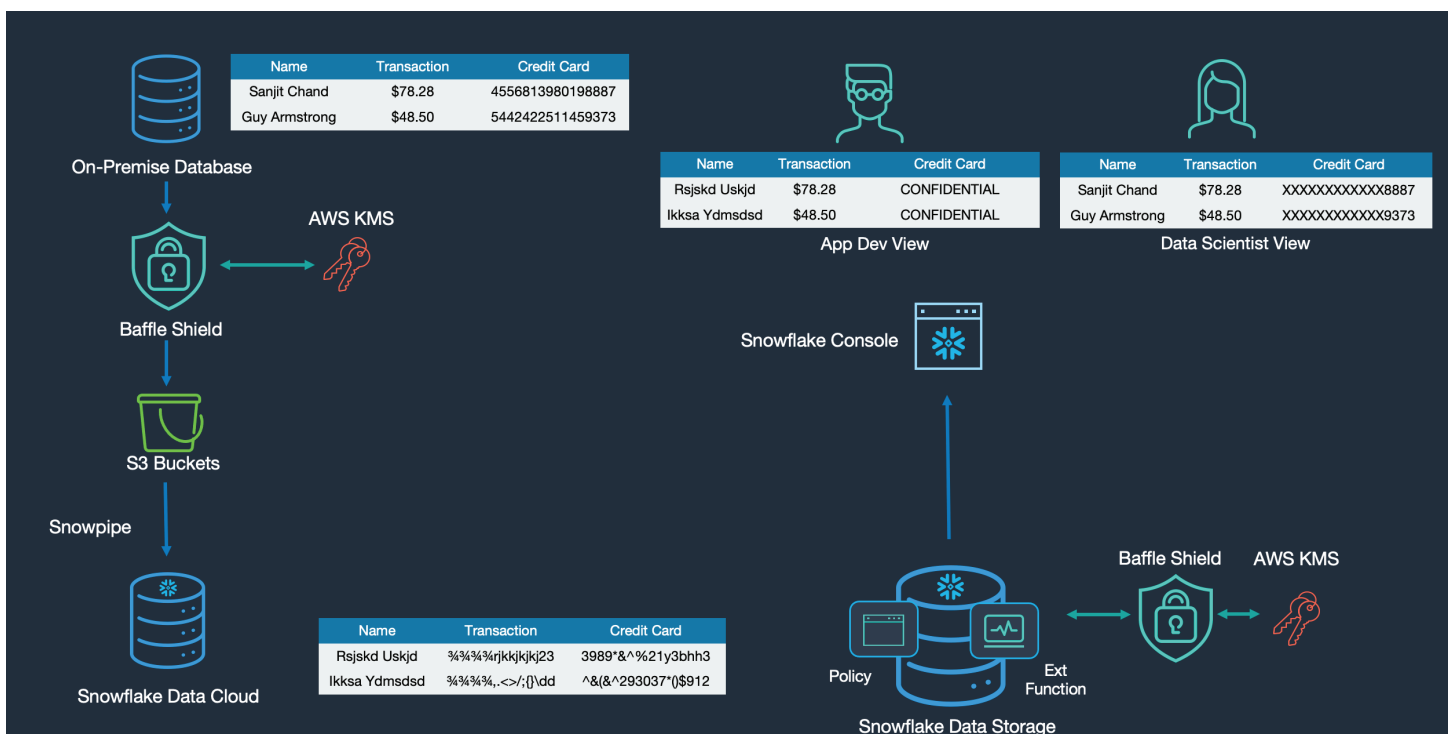 Name Transaction Credit Card
Sanjit Chand $78.28 4556813980198887
Guy Armstrong $48.50 5442422511459373
On-Premise Database
AWS KMS
Baffle Shield
S3 Buckets
Snowpipe
Snowflake Data Cloud
Name Transaction Credit Card
Rsjskd Uskjd ¾¾¾¾rjkkjkjkj23 3989*&^%21y3bhh3
Ikksa Ydmsdsd ¾¾¾¾,.<>/;{}\dd ^&(&^293037*()$912
Name Transaction Credit Card
Rsjskd Uskjd $78.28 CONFIDENTIAL
Ikksa Ydmsdsd $48.50 CONFIDENTIAL
App Dev View
Name Transaction Credit Card
Sanjit Chand $78.28 XXXXXXXXXXXX8887
Guy Armstrong $48.50 XXXXXXXXXXXX9373
Data Scientist View
Snowflake Console
Baffle Shield
AWS KMS
Policy
Ext
Function
Snowflake Data Storage